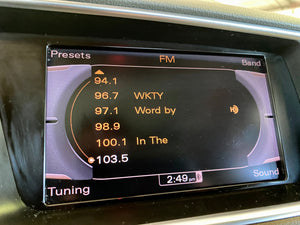 Presets FM Band
94.1
96.7 WKTY
97.1 Word by
98.9
100.1 In The
103.5
2:49 pm
Tuning Sound